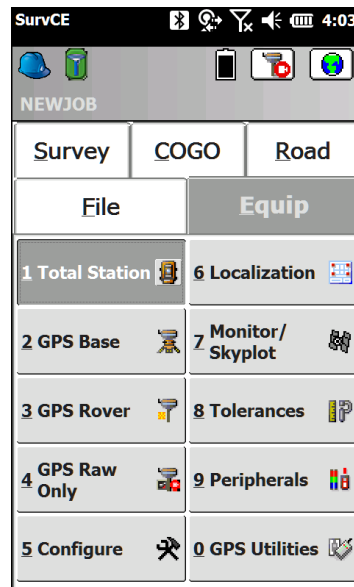 SurvCE 4:03
NEWJOB
Survey COGO Road
File Equip
1 Total Station 6 Localization
2 GPS Base 7 Monitor/
Skyplot
3 GPS Rover 8 Tolerances
4 GPS Raw
Only 9 Peripherals
5 Configure 0 GPS Utilities